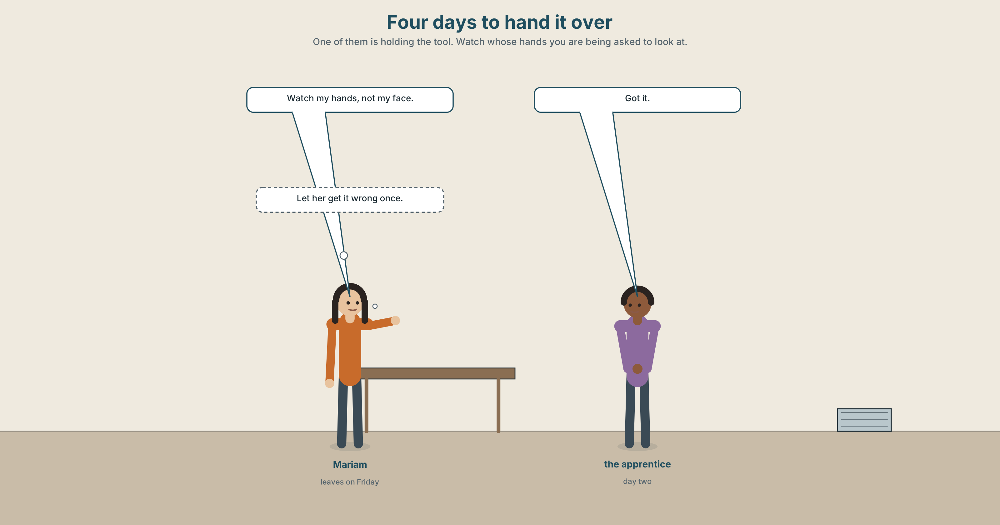 Four days to hand it over
One of them is holding the tool. Watch whose hands you are being asked to look at.
Watch my hands, not my face.
Got it.
Let her get it wrong once.
Mariam
leaves on Friday
the apprentice
day two